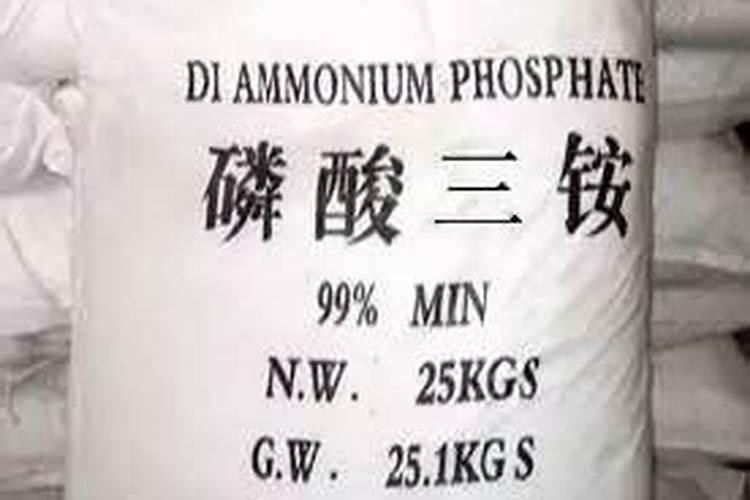 DI AMMONIUM PHOSPHATE
磷酸三铵
99% MIN
N.W. 25KGS
G.W. 25.1KGS